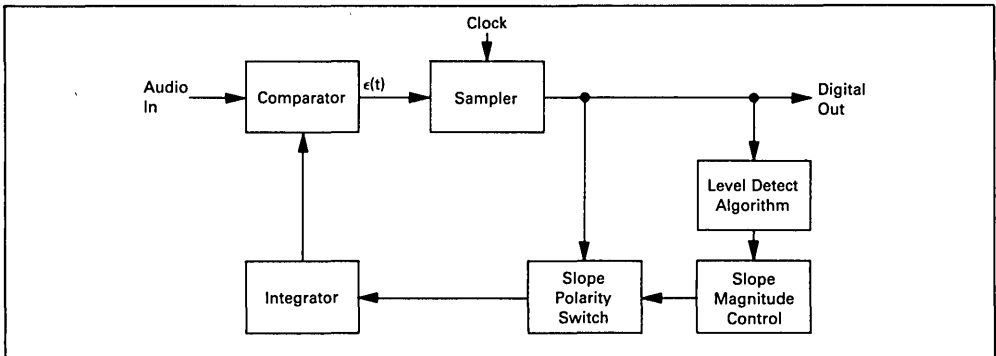 Clock
Audio
In
Comparator
ϵ(t)
Sampler
Digital
Out
Level Detect
Algorithm
Integrator
Slope
Polarity
Switch
Slope
Magnitude
Control